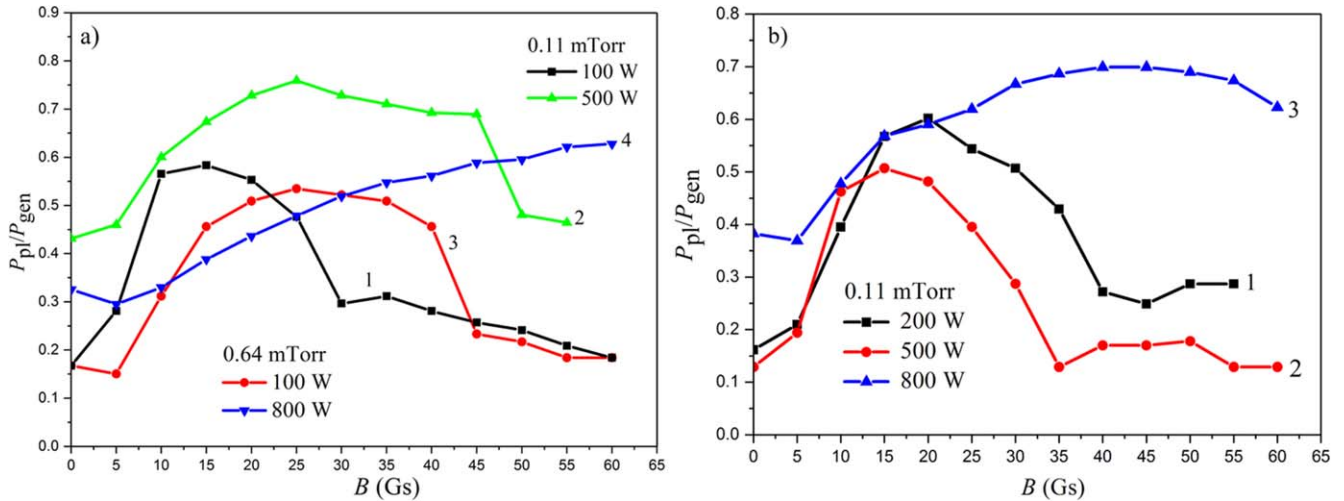 a)
0.11 mTorr
100 W
500 W
0.64 mTorr
100 W
800 W
1
2
3
4
0.9
0.8
0.7
0.6
0.5
0.4
0.3
0.2
0.1
0.0
0 5 10 15 20 25 30 35 40 45 50 55 60 65
B (Gs)
Ppl/Pgen
b)
0.11 mTorr
200 W
500 W
800 W
1
2
3
0.8
0.7
0.6
0.5
0.4
0.3
0.2
0.1
0.0
0 5 10 15 20 25 30 35 40 45 50 55 60 65
B (Gs)
Ppl/Pgen